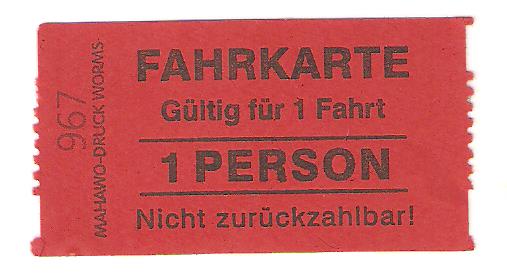 FAHRKARTE
Gültig für 1 Fahrt
1 PERSON
Nicht zurückzahlbar!
967
MAHAWO-DRUCK WORMS